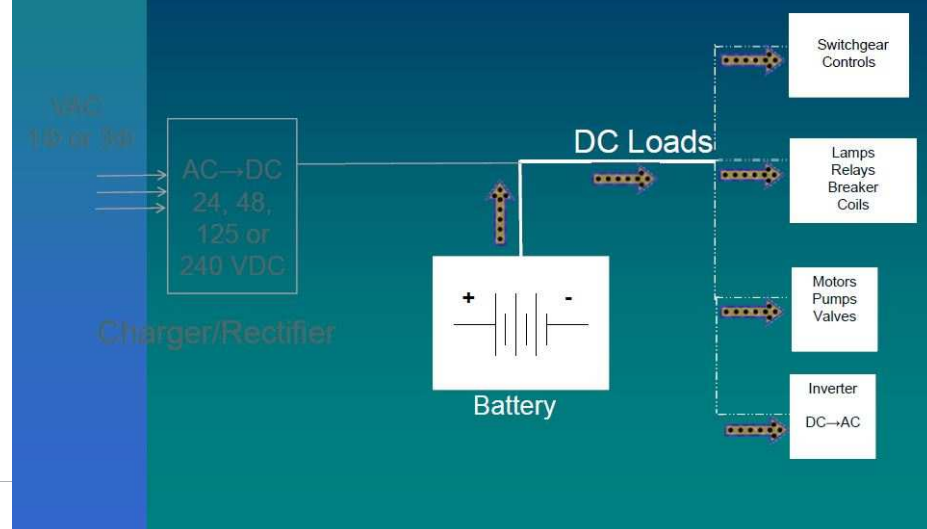 VAC
1Φ or 3Φ
AC→DC
24, 48,
125 or
240 VDC
Charger/Rectifier
+ -
Battery
DC Loads
Switchgear
Controls
Lamps
Relays
Breaker
Coils
Motors
Pumps
Valves
Inverter
DC→AC